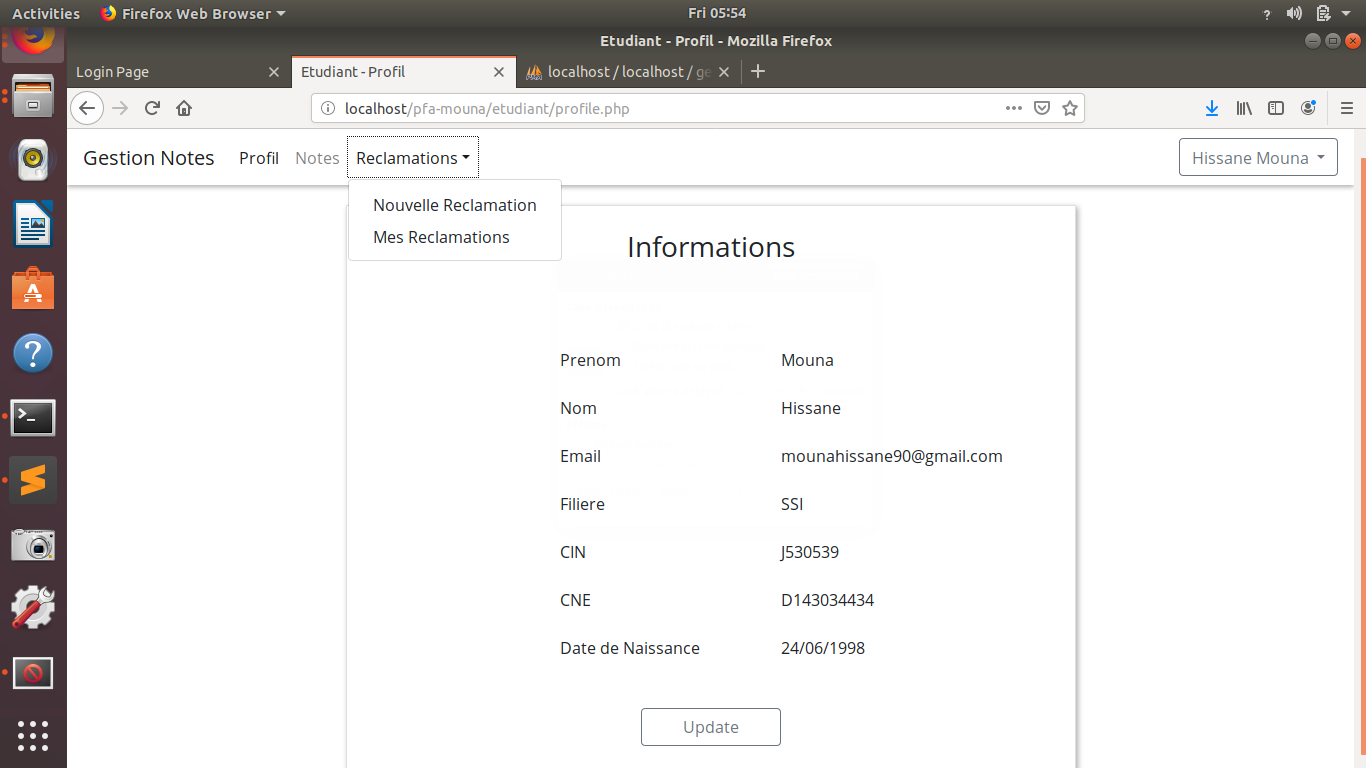 Activities Firefox Web Browser Fri 05:54
Etudiant - Profil - Mozilla Firefox
Login Page Etudiant - Profil localhost / localhost / ge
localhost/pfa-mouna/etudiant/profile.php
Gestion Notes Profil Notes Reclamations Hissane Mouna
Nouvelle Reclamation
Mes Reclamations
Informations
Prenom Mouna
Nom Hissane
Email mounahissane90@gmail.com
Filiere SSI
CIN J530539
CNE D143034434
Date de Naissance 24/06/1998
Update